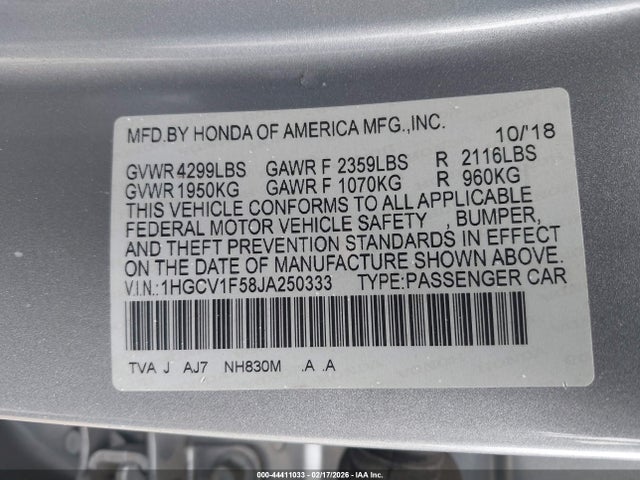 MFD.BY HONDA OF AMERICA MFG.,INC. 10/'18
GVWR 4299LBS GAWR F 2359LBS R 2116LBS
GVWR 1950KG GAWR F 1070KG R 960KG
THIS VEHICLE CONFORMS TO ALL APPLICABLE
FEDERAL MOTOR VEHICLE SAFETY , BUMPER,
AND THEFT PREVENTION STANDARDS IN EFFECT
ON THE DATE OF MANUFACTURE SHOWN ABOVE.
V.I.N.:1HGCV1F58JA250333 TYPE:PASSENGER CAR
TVA J AJ7 NH830M .A .A
000-44411033 - 02/17/2026 - IAA Inc.